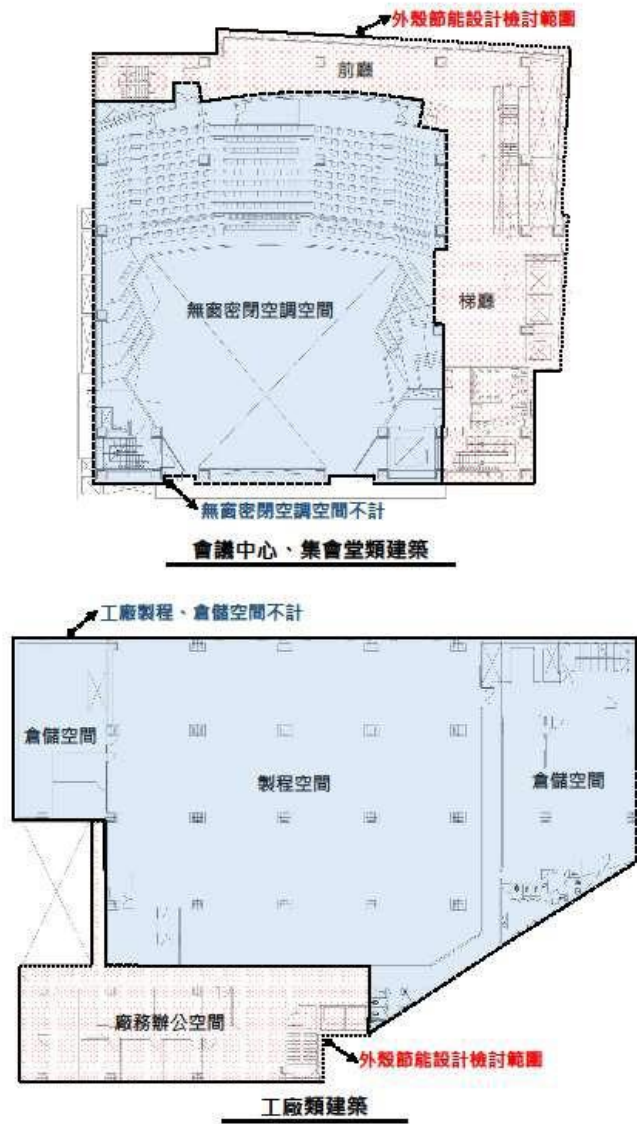 外殼節能設計檢討範圍
前廳
無窗密閉空調空間
梯廳
無窗密閉空調空間不計
會議中心、集會堂類建築
工廠製程、倉儲空間不計
倉儲空間
製程空間
倉儲空間
廠務辦公空間
外殼節能設計檢討範圍
工廠類建築